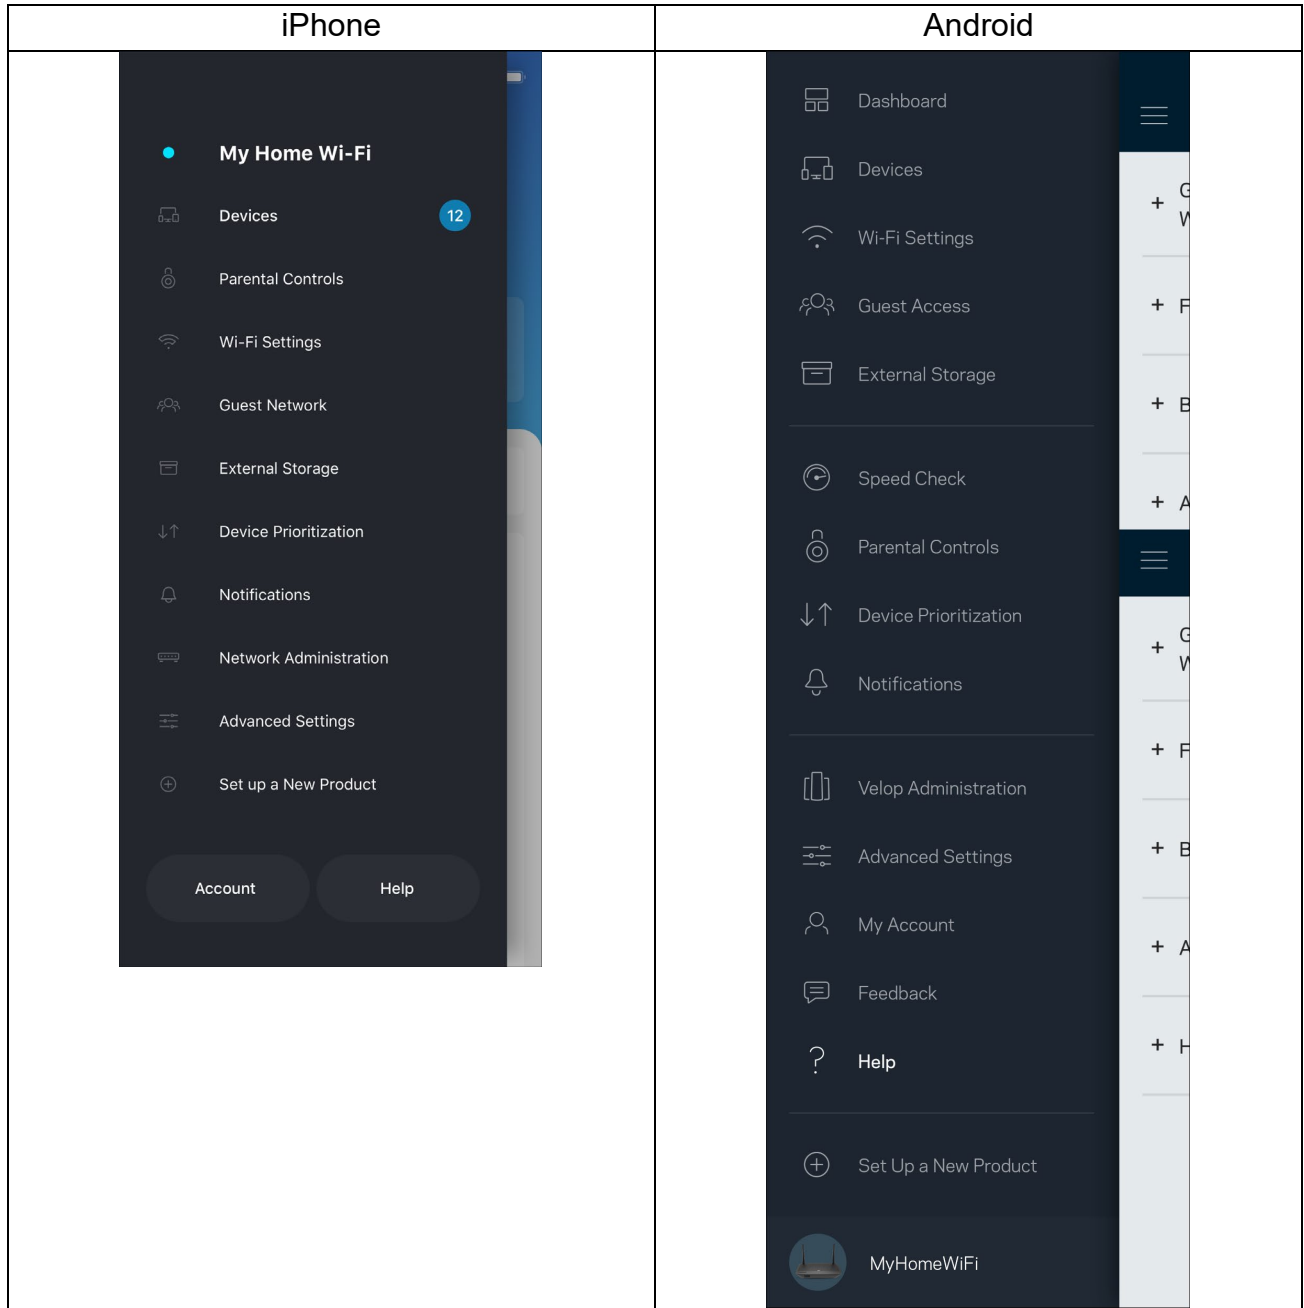 iPhone
Android
My Home Wi-Fi
Devices 12
Parental Controls
Wi-Fi Settings
Guest Network
External Storage
Device Prioritization
Notifications
Network Administration
Advanced Settings
Set up a New Product
Account
Help
Dashboard
Devices
Wi-Fi Settings
Guest Access
External Storage
Speed Check
Parental Controls
Device Prioritization
Notifications
Velop Administration
Advanced Settings
My Account
Feedback
Help
Set Up a New Product
MyHomeWiFi
+
+ F
+ B
+ A
+
+ F
+ B
+ A
+ H